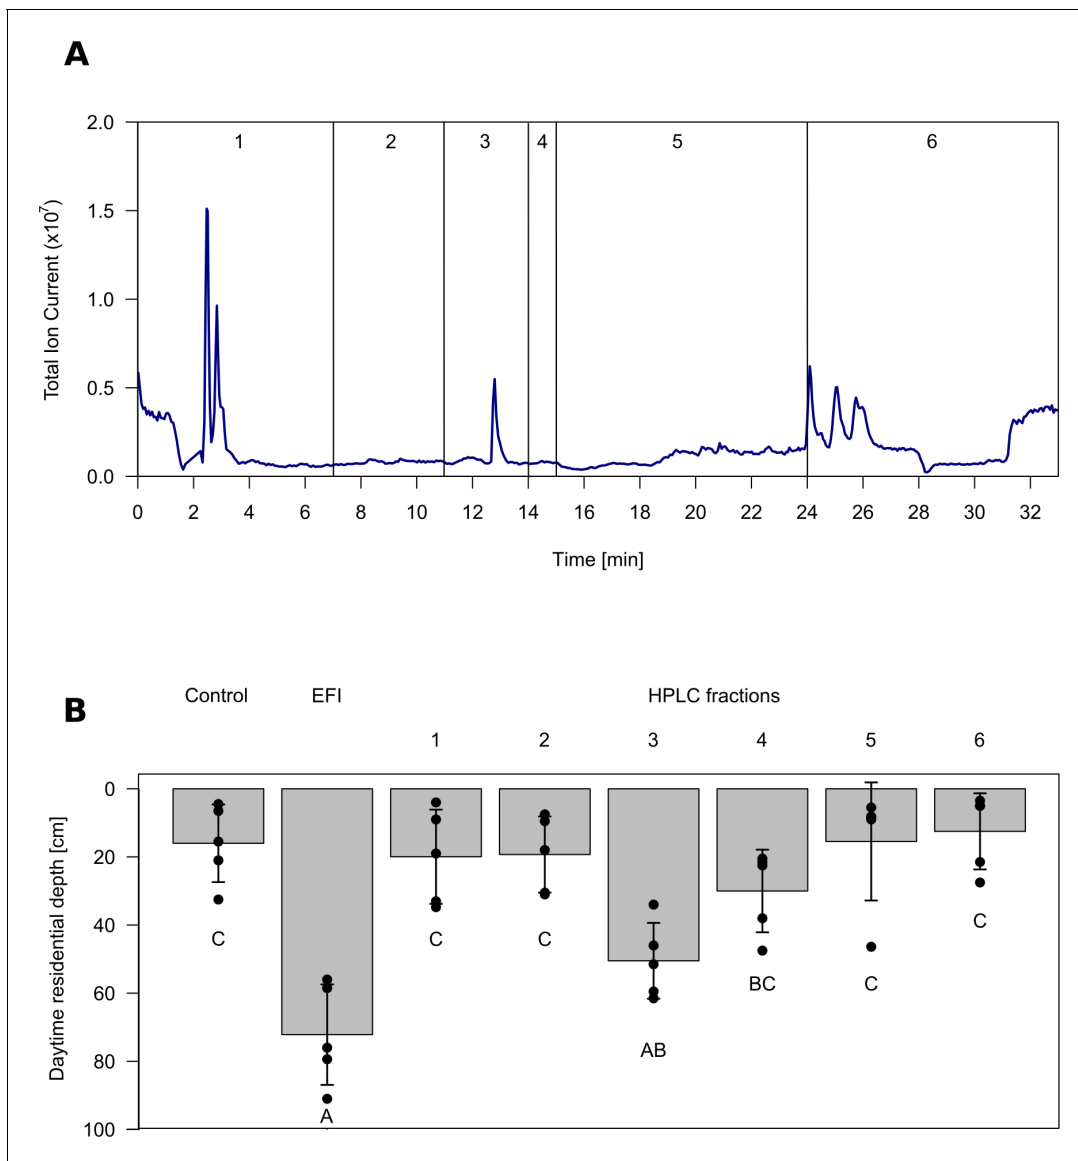 A
2.0
1.5
1.0
0.5
0.0
Total Ion Current (x10⁷)
1 2 3 4 5 6
0 2 4 6 8 10 12 14 16 18 20 22 24 26 28 30 32
Time [min]
B
Control EFI HPLC fractions
1 2 3 4 5 6
0
20
40
60
80
100
Daytime residential depth [cm]
C A C C AB BC C C